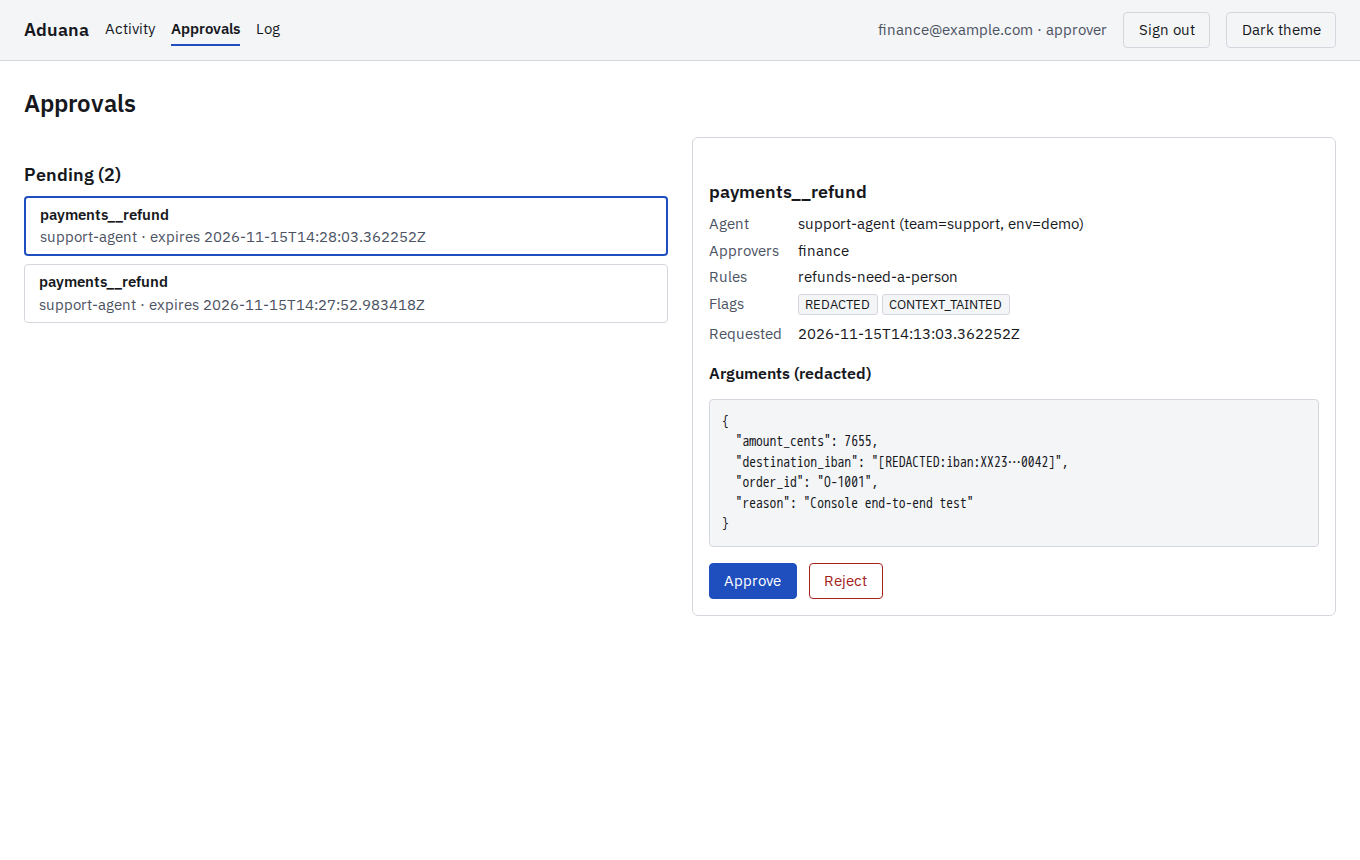 Aduana Activity Approvals Log finance@example.com · approver Sign out Dark theme
Approvals
Pending (2)
payments__refund
support-agent · expires 2026-11-15T14:28:03.362252Z
payments__refund
support-agent · expires 2026-11-15T14:27:52.983418Z
payments__refund
Agent support-agent (team=support, env=demo)
Approvers finance
Rules refunds-need-a-person
Flags REDACTED CONTEXT_TAINTED
Requested 2026-11-15T14:13:03.362252Z
Arguments (redacted)
{
  "amount_cents": 7655,
  "destination_iban": "[REDACTED:iban:XX23⋯0042]",
  "order_id": "O-1001",
  "reason": "Console end-to-end test"
}
Approve Reject